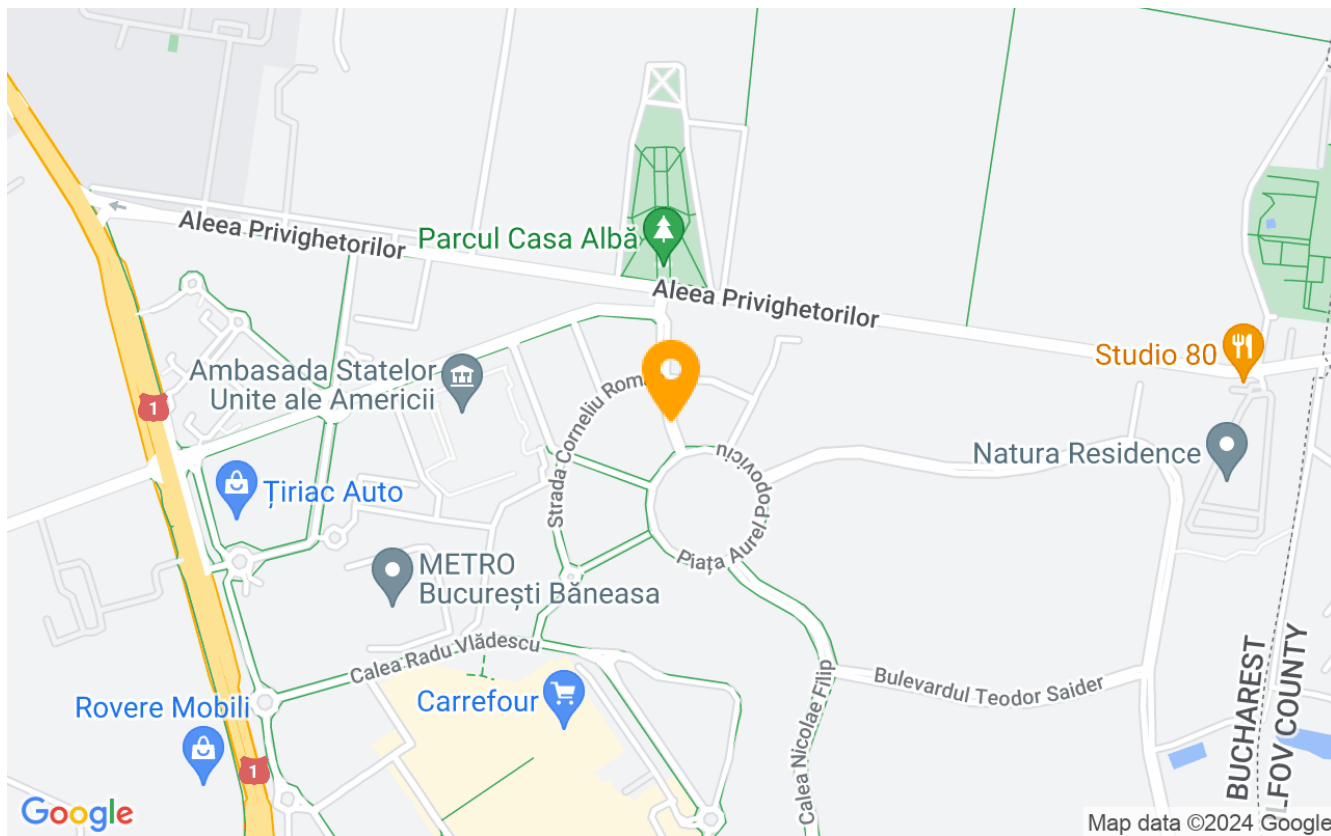 Aleea Privighetorilor
Parcul Casa Albă
Aleea Privighetorilor
Studio 80
Ambasada Statelor
Unite ale Americii
1
Strada Corneliu Rom
Natura Residence
Țiriac Auto
Piața Aurel Popoviciu
METRO
București Băneasa
Calea Radu Vlădescu
Carrefour
Rovere Mobili
1
Calea Nicolae Filip
Bulevardul Teodor Saider
BUCHAREST
LFOV COUNTY
Google
Map data ©2024 Google